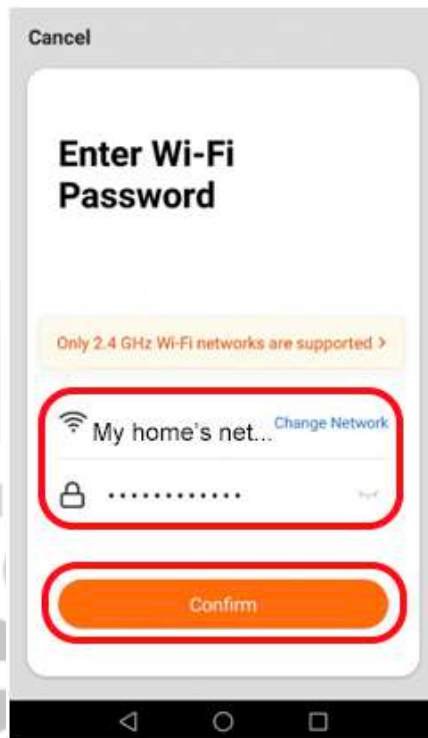 Cancel
Enter Wi-Fi
Password
Only 2.4 GHz Wi-Fi networks are supported >
My home's net... Change Network
••••••••••••
Confirm